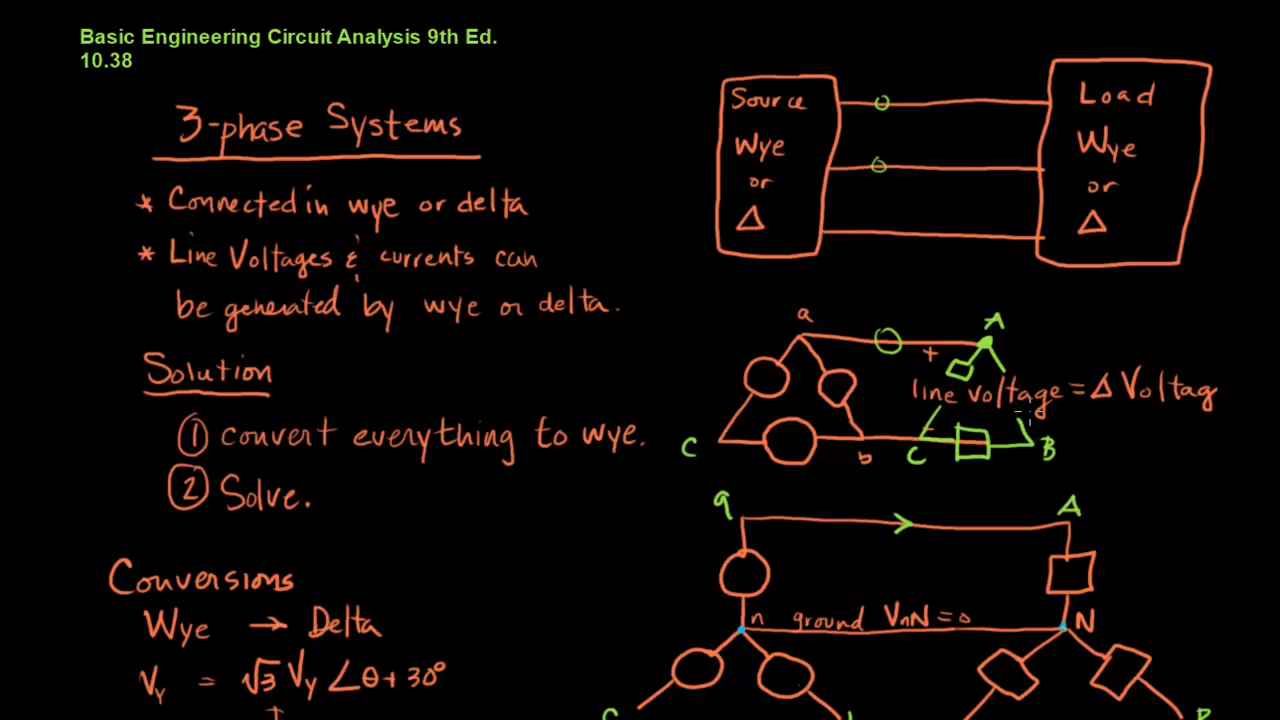 Basic Engineering Circuit Analysis 9th Ed.
10.38
3-phase Systems
* Connected in wye or delta
* Line Voltages & currents can
be generated by wye or delta.
Solution
① convert everything to wye.
② Solve.
Conversions
Wye → Delta
Vy = √3 Vy ∠θ+30°
Source
Wye
or
Δ
Load
Wye
or
Δ
a
A
+
line voltage = Δ Voltag
-
C
b
C
B
a
A
n ground VnN = 0
N